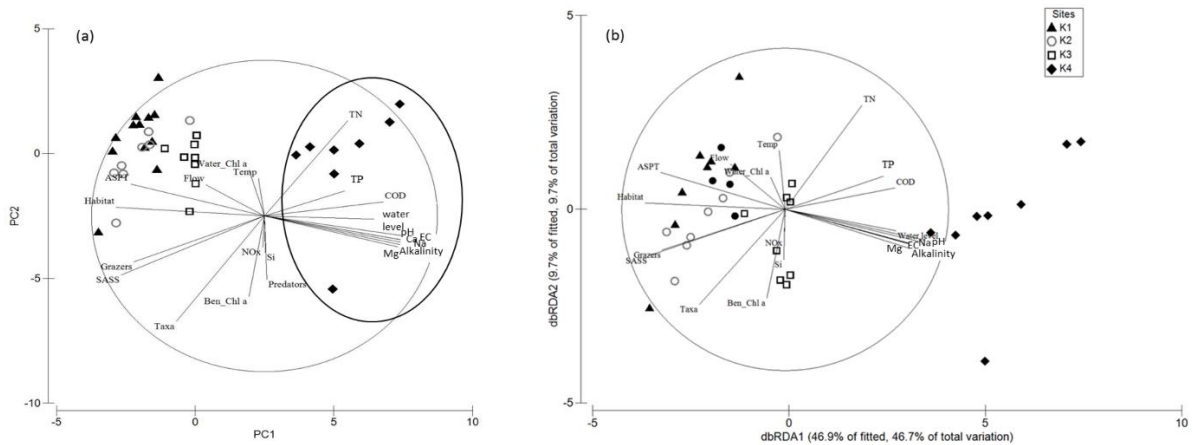 (a)
5
0
-5
-10
PC2
-5
0
5
10
PC1
TN
Water_Chl a
Temp
ASPT
Flow
TP
Habitat
COD
water
level
pH
Ca EC
Na
Mg Alkalinity
NOx
Si
Grazers
SASS
Predators
Ben_Chl a
Taxa
(b)
Sites
K1
K2
K3
K4
5
0
-5
dbRDA2 (9.7% of fitted, 9.7% of total variation)
-5
0
5
10
dbRDA1 (46.9% of fitted, 46.7% of total variation)
TN
Temp
Flow
ASPT
Water_Chl a
TP
COD
Habitat
Water level
EC Na pH
Mg
Alkalinity
NOx
Si
Grazers
SASS
Ben_Chl a
Taxa